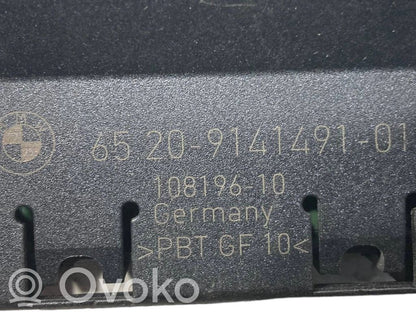 65 20-9141491-01
108196-10
Germany
>PBT GF 10<
Ovoko